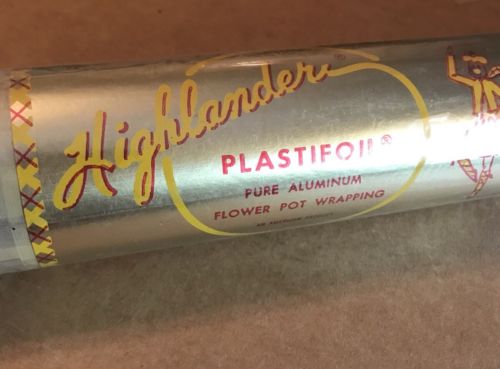 Highlander®
PLASTIFOIL®
PURE ALUMINUM
FLOWER POT WRAPPING